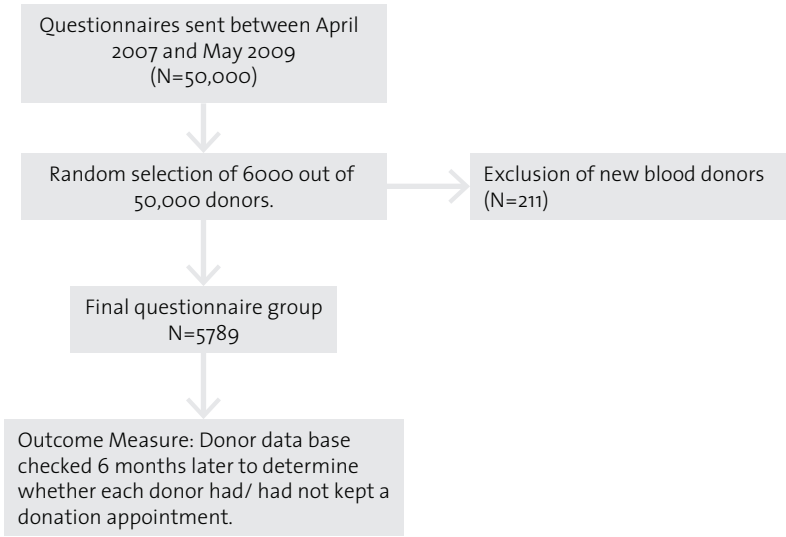 Questionnaires sent between April
2007 and May 2009
(N=50,000)
Random selection of 6000 out of
50,000 donors.
Exclusion of new blood donors
(N=211)
Final questionnaire group
N=5789
Outcome Measure: Donor data base
checked 6 months later to determine
whether each donor had/ had not kept a
donation appointment.